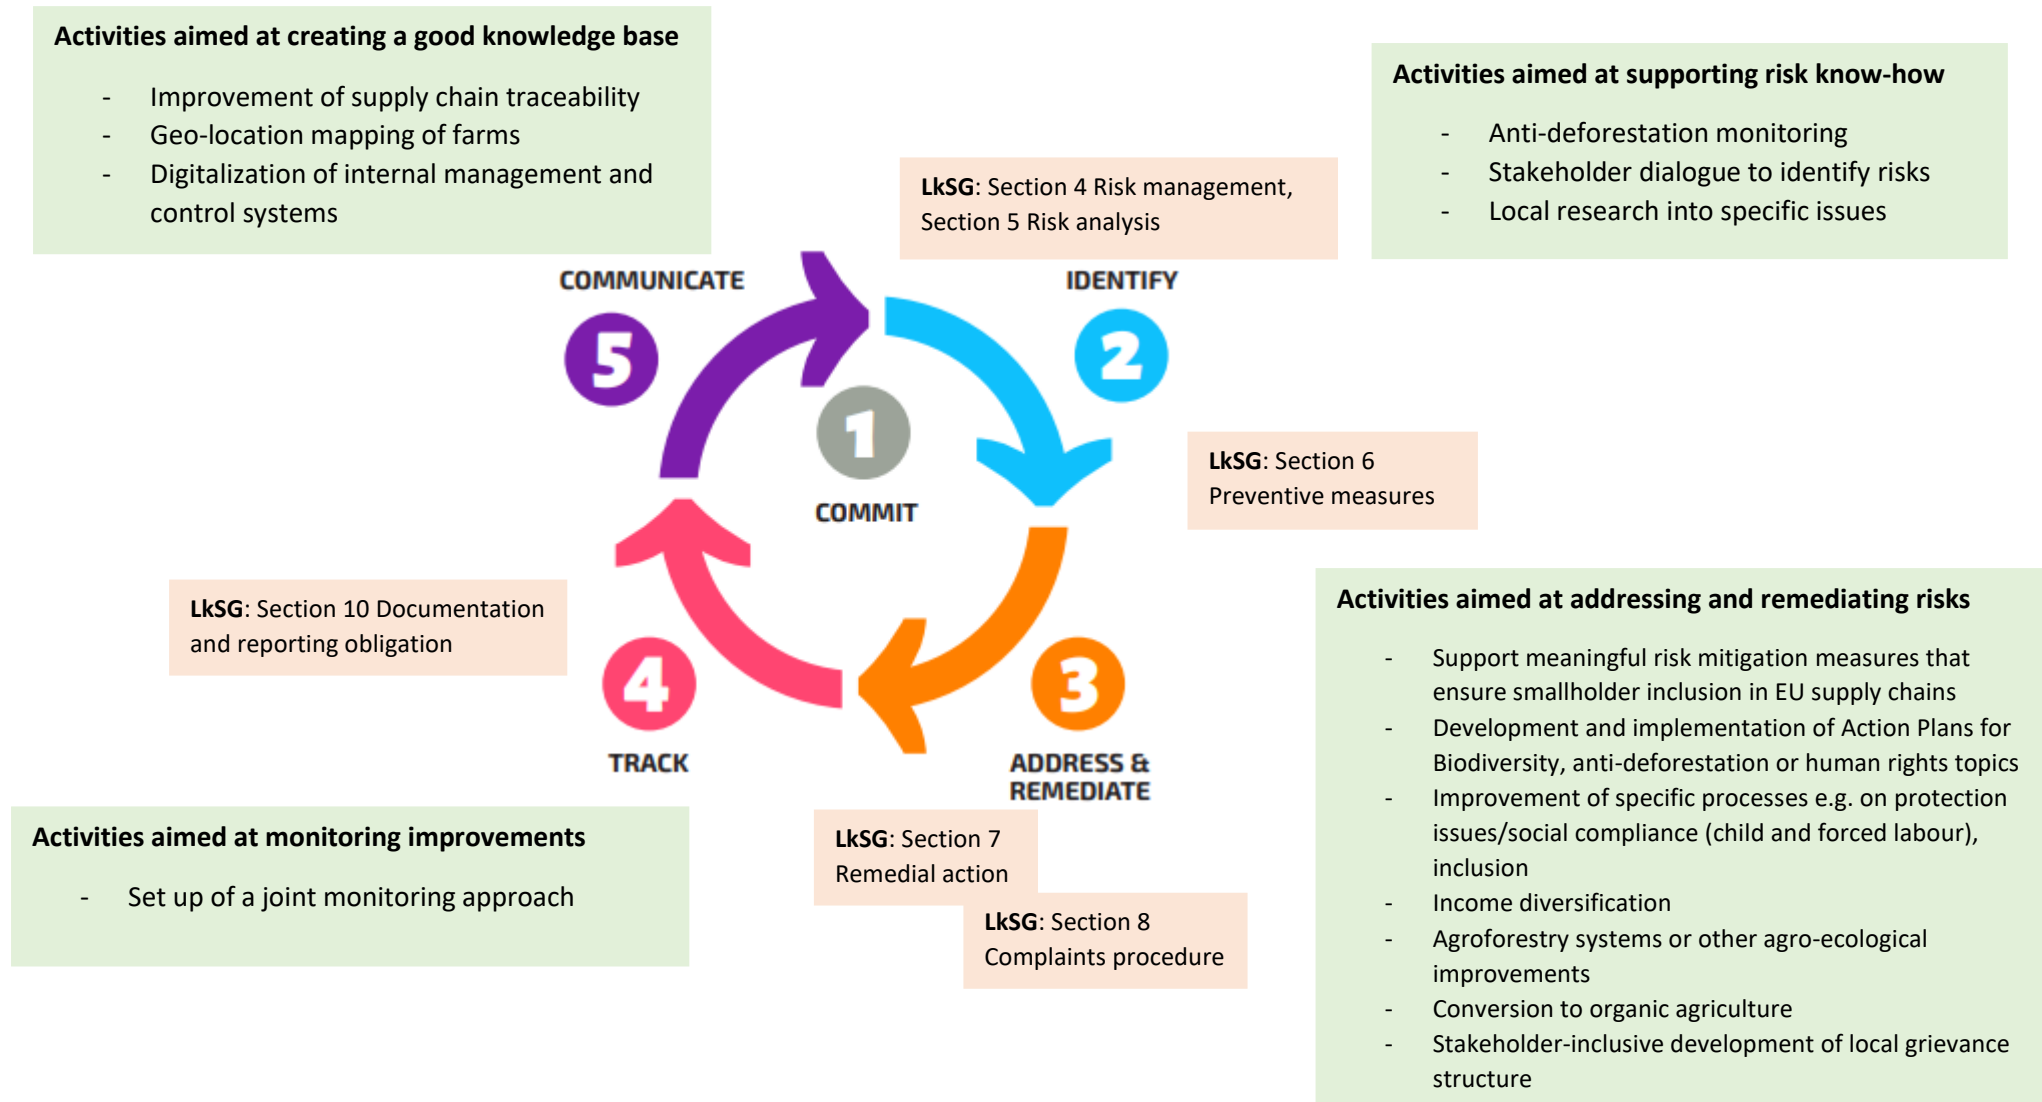 Activities aimed at creating a good knowledge base
- Improvement of supply chain traceability
- Geo-location mapping of farms
- Digitalization of internal management and
control systems
Activities aimed at supporting risk know-how
- Anti-deforestation monitoring
- Stakeholder dialogue to identify risks
- Local research into specific issues
LkSG: Section 4 Risk management,
Section 5 Risk analysis
COMMUNICATE
5
IDENTIFY
2
1
COMMIT
LkSG: Section 6
Preventive measures
LkSG: Section 10 Documentation
and reporting obligation
4
TRACK
3
ADDRESS &
REMEDIATE
Activities aimed at addressing and remediating risks
- Support meaningful risk mitigation measures that
ensure smallholder inclusion in EU supply chains
- Development and implementation of Action Plans for
Biodiversity, anti-deforestation or human rights topics
- Improvement of specific processes e.g. on protection
issues/social compliance (child and forced labour),
inclusion
- Income diversification
- Agroforestry systems or other agro-ecological
improvements
- Conversion to organic agriculture
- Stakeholder-inclusive development of local grievance
structure
Activities aimed at monitoring improvements
- Set up of a joint monitoring approach
LkSG: Section 7
Remedial action
LkSG: Section 8
Complaints procedure